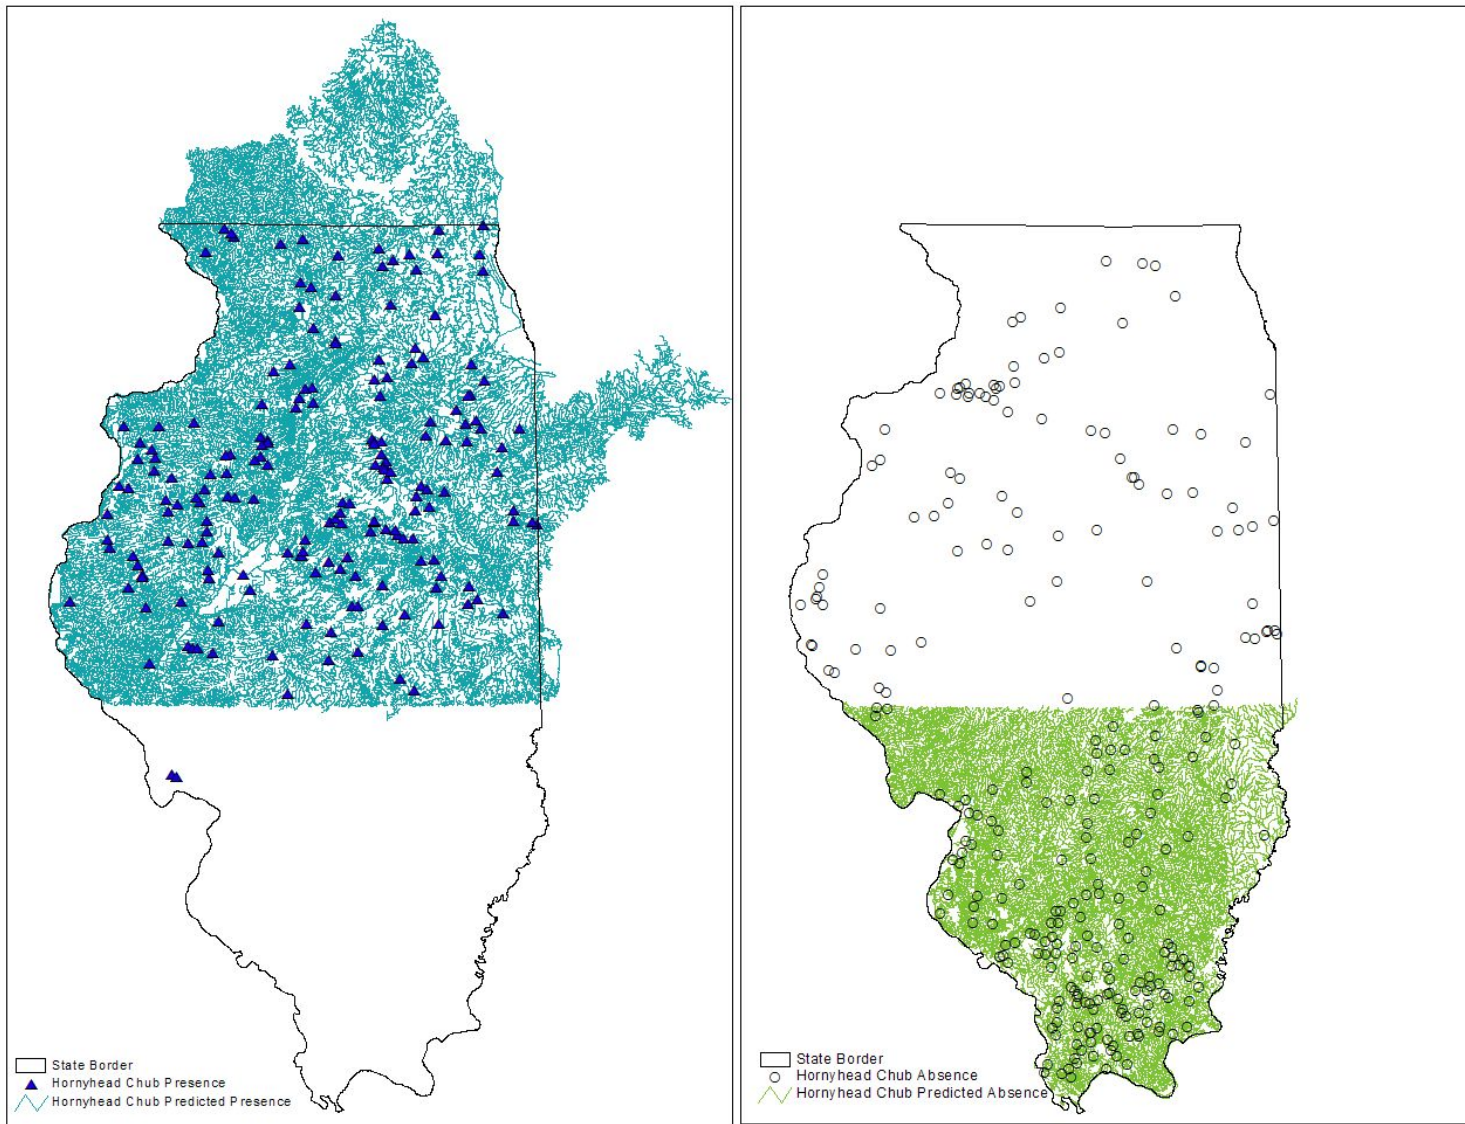 State Border
Hornyhead Chub Presence
Hornyhead Chub Predicted Presence
State Border
Hornyhead Chub Absence
Hornyhead Chub Predicted Absence